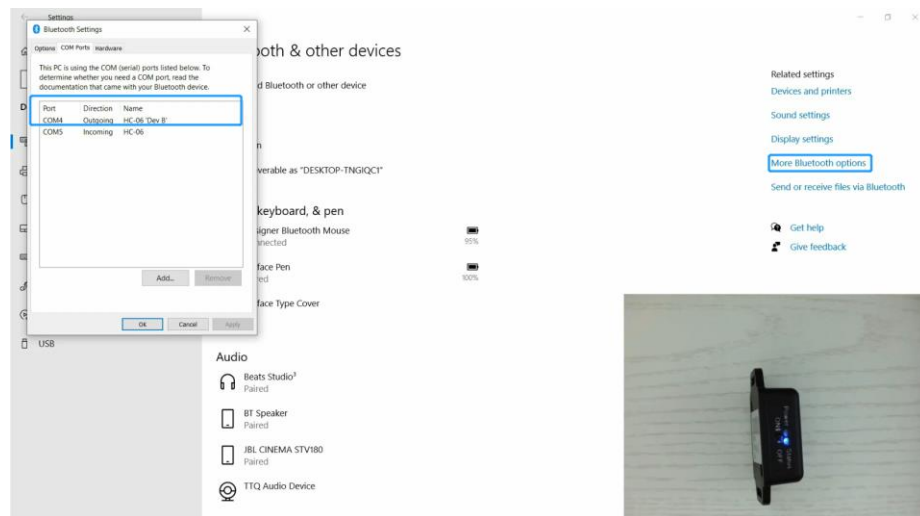 Settings
Bluetooth Settings
Options COM Ports Hardware
This PC is using the COM (serial) ports listed below. To
determine whether you need a COM port, read the
documentation that came with your Bluetooth device.
Port Direction Name
COM4 Outgoing HC-06 'Dev B'
COM5 Incoming HC-06
Add... Remove
OK Cancel Apply
USB
ooth & other devices
d Bluetooth or other device
n
verable as "DESKTOP-TNGIQC1"
keyboard, & pen
igner Bluetooth Mouse
nnected
95%
face Pen
ed
100%
face Type Cover
Audio
Beats Studio³
Paired
BT Speaker
Paired
JBL CINEMA STV180
Paired
TTQ Audio Device
Related settings
Devices and printers
Sound settings
Display settings
More Bluetooth options
Send or receive files via Bluetooth
Get help
Give feedback
Power Status
ON OFF